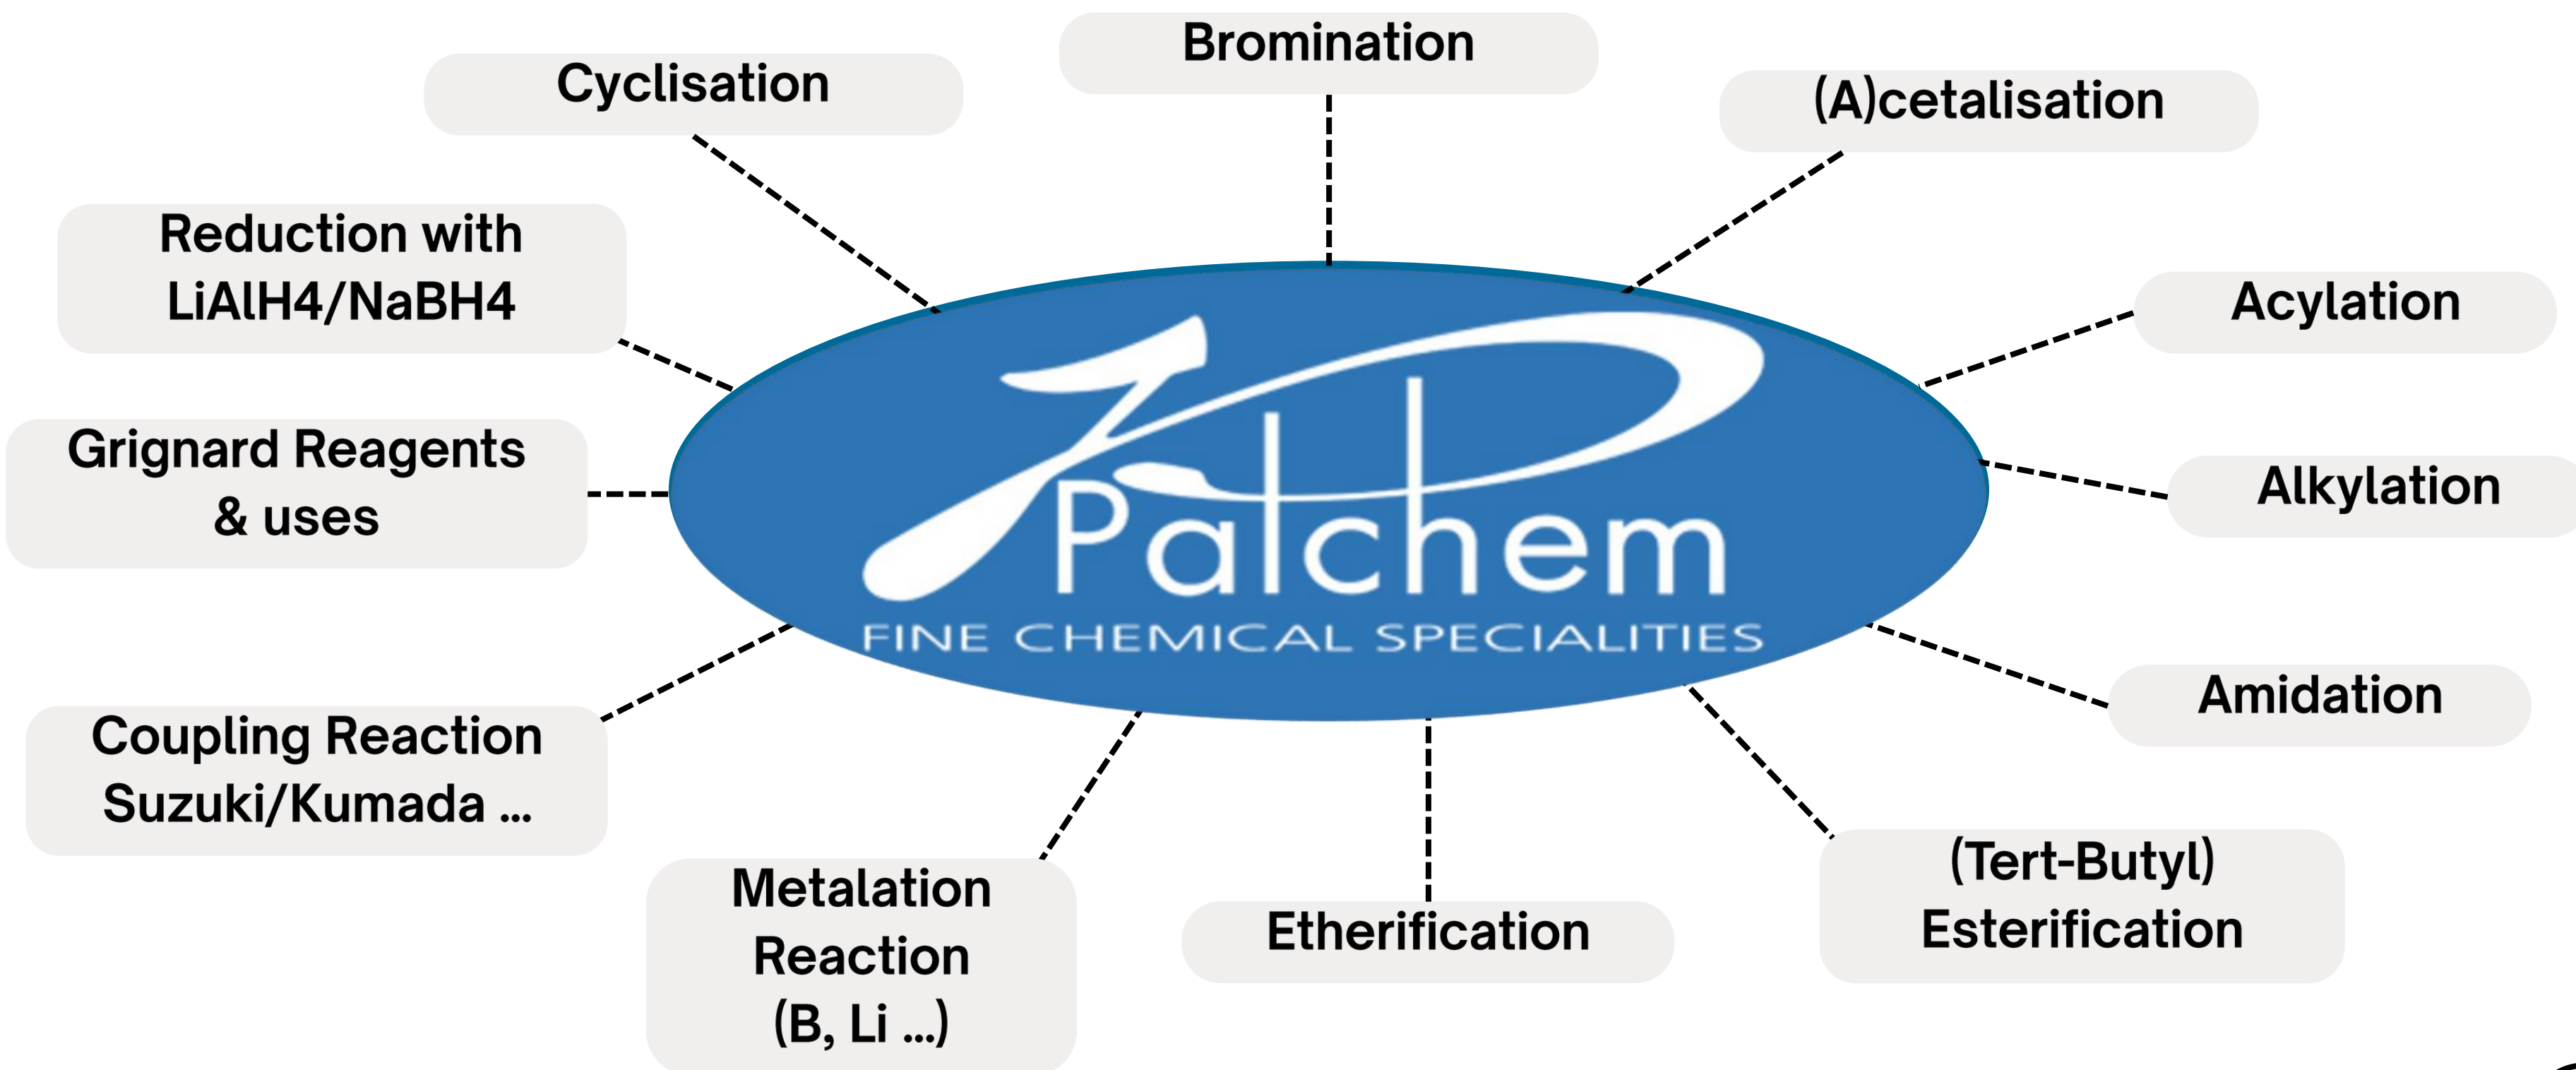 Bromination
Cyclisation
(A)cetalisation
Reduction with
LiAlH4/NaBH4
Acylation
Grignard Reagents
& uses
Alkylation
Palchem
FINE CHEMICAL SPECIALITIES
Amidation
Coupling Reaction
Suzuki/Kumada ...
Metalation
Reaction
(B, Li ...)
Etherification
(Tert-Butyl)
Esterification